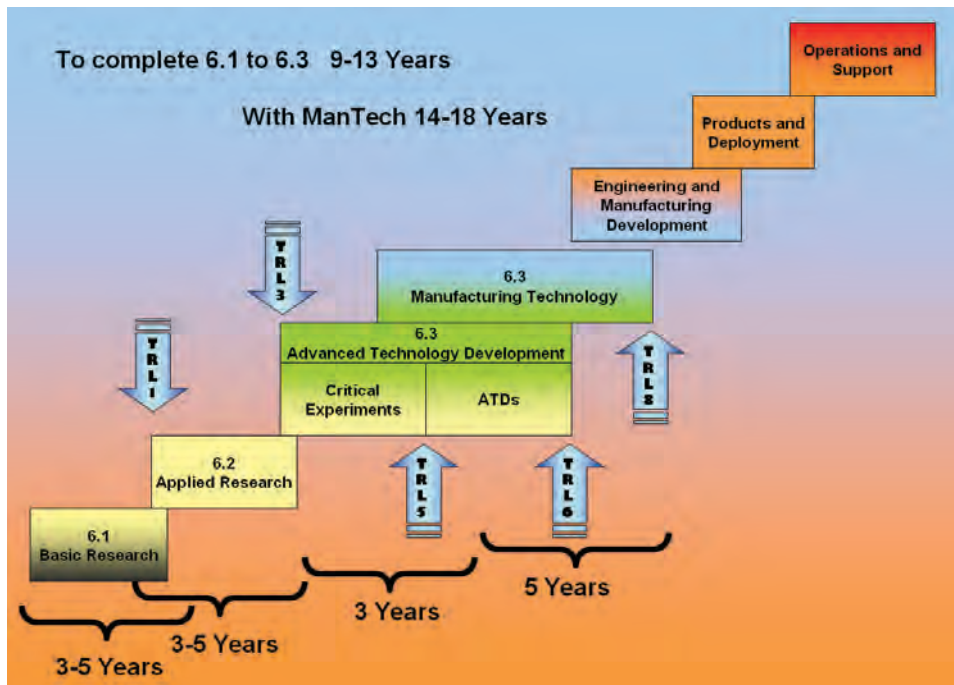 To complete 6.1 to 6.3 9-13 Years
With ManTech 14-18 Years
Operations and
Support
Products and
Deployment
Engineering and
Manufacturing
Development
6.3
Manufacturing Technology
TRL3
6.3
Advanced Technology Development
Critical
Experiments
ATDs
TRL8
TRL1
6.2
Applied Research
TRL5
TRL6
6.1
Basic Research
3-5 Years
3-5 Years
3 Years
5 Years